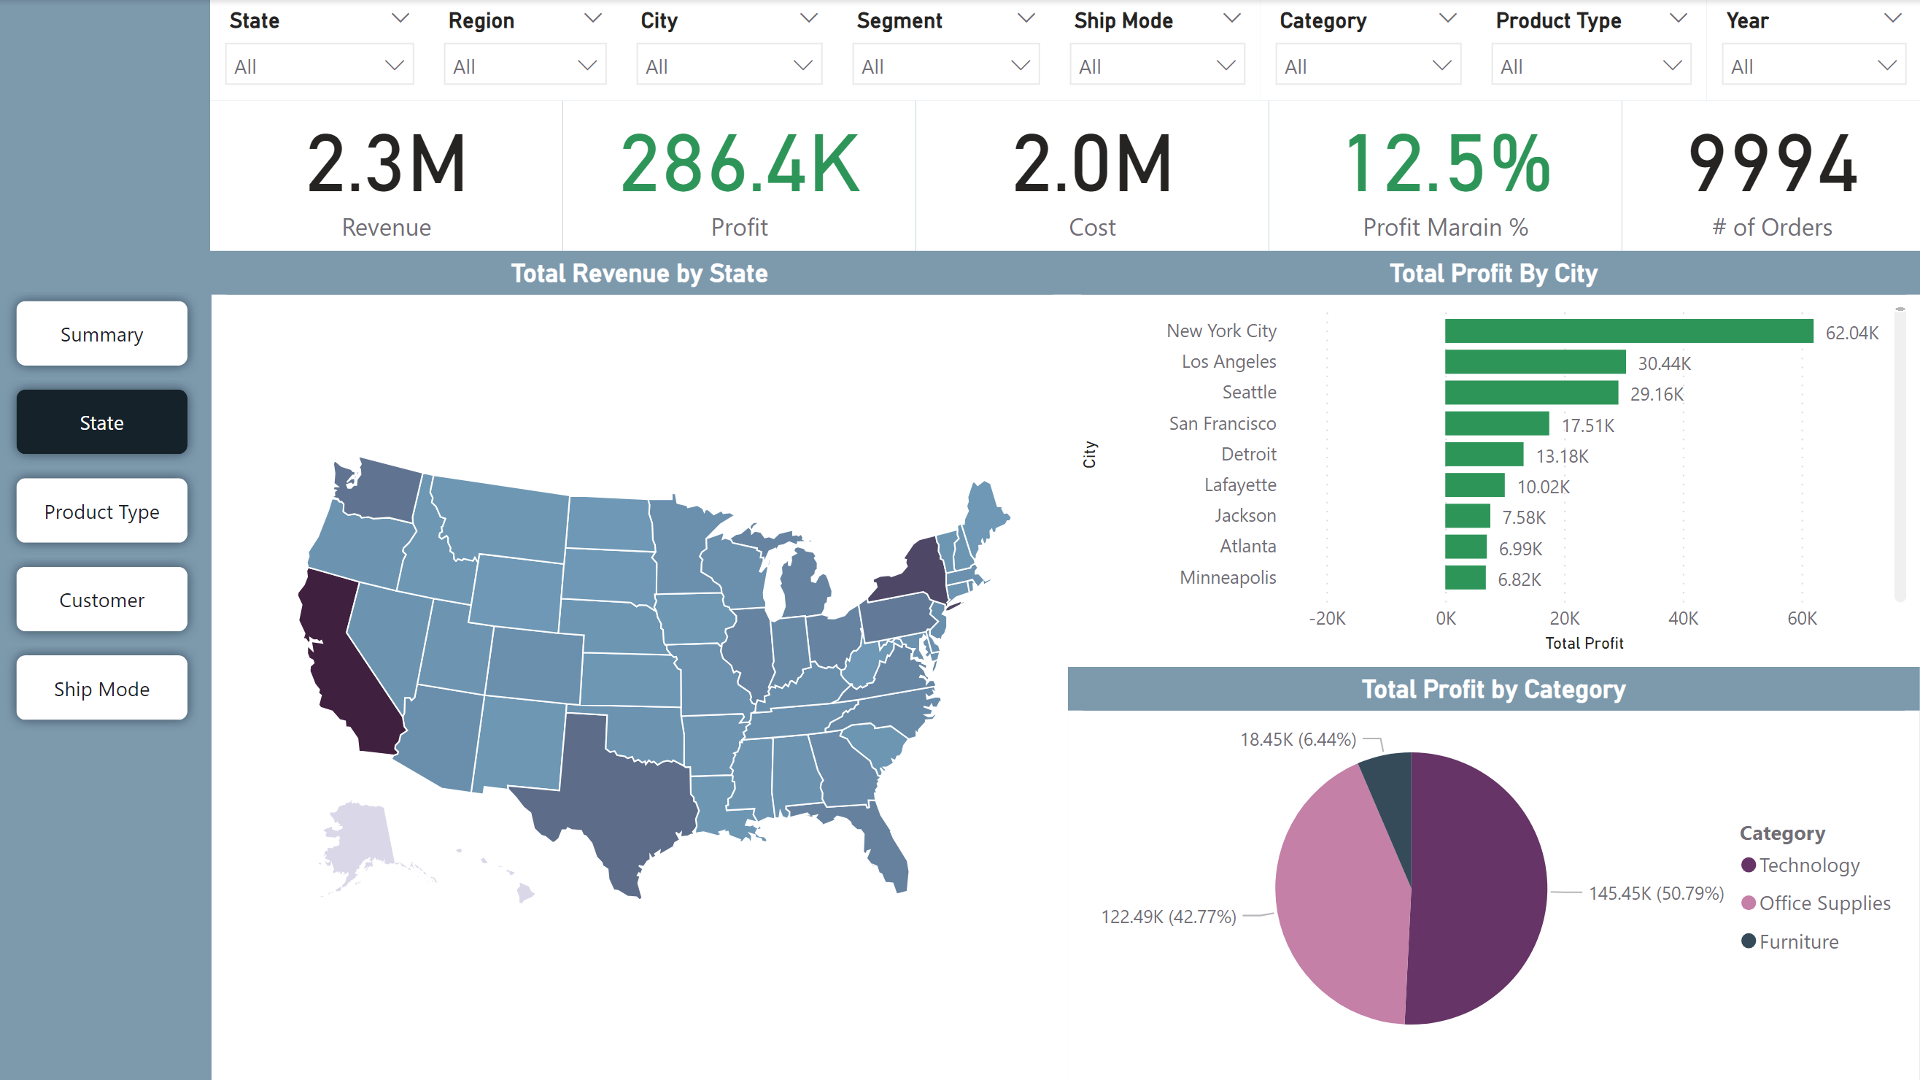 State Region City Segment Ship Mode Category Product Type Year
All All All All All All All All
2.3M 286.4K 2.0M 12.5% 9994
Revenue Profit Cost Profit Margin % # of Orders
Total Revenue by State
Total Profit By City
Summary
State
Product Type
Customer
Ship Mode
City
New York City 62.04K
Los Angeles 30.44K
Seattle 29.16K
San Francisco 17.51K
Detroit 13.18K
Lafayette 10.02K
Jackson 7.58K
Atlanta 6.99K
Minneapolis 6.82K
-20K 0K 20K 40K 60K
Total Profit
Total Profit by Category
18.45K (6.44%)
122.49K (42.77%)
145.45K (50.79%)
Category
Technology
Office Supplies
Furniture